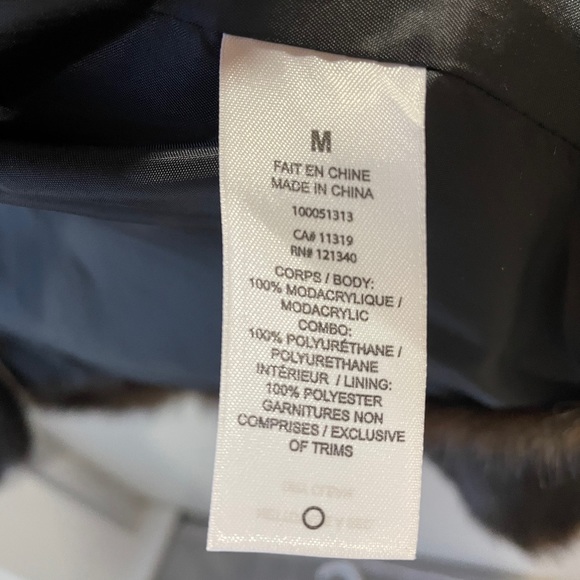 M
FAIT EN CHINE
MADE IN CHINA
100051313
CA# 11319
RN# 121340
CORPS / BODY:
100% MODACRYLIQUE /
MODACRYLIC
COMBO:
100% POLYURÉTHANE /
POLYURETHANE
INTÉRIEUR / LINING:
100% POLYESTER
GARNITURES NON
COMPRISES / EXCLUSIVE
OF TRIMS